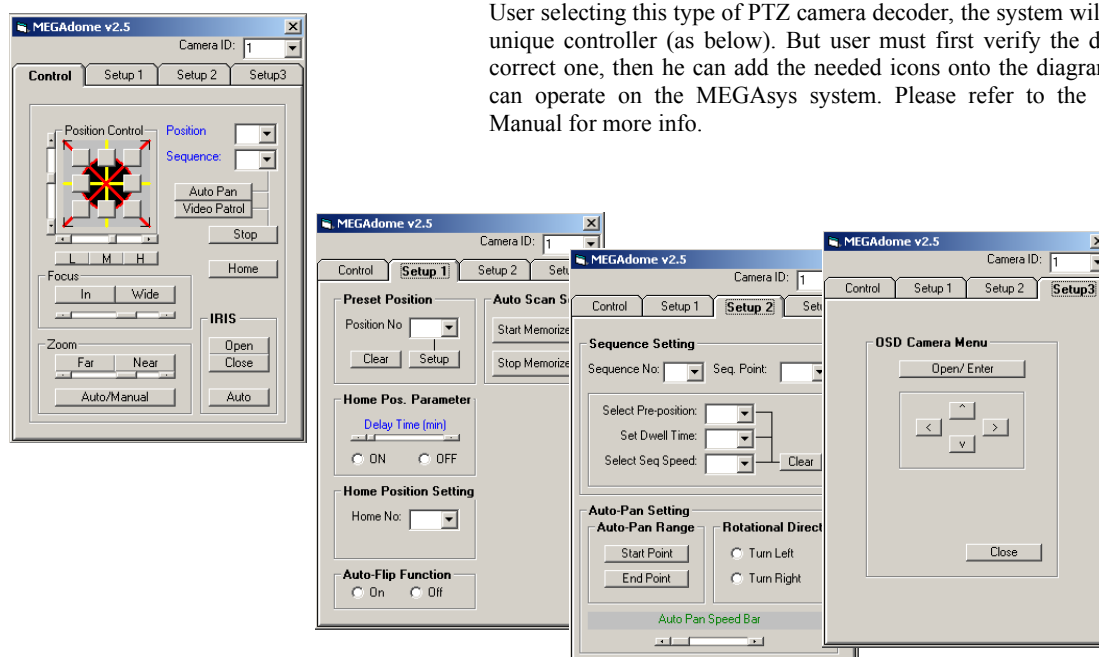 User selecting this type of PTZ camera decoder, the system wil
unique controller (as below). But user must first verify the d
correct one, then he can add the needed icons onto the diagra
can operate on the MEGAsys system. Please refer to the
Manual for more info.
MEGAdome v2.5
Camera ID: 1
Control Setup 1 Setup 2 Setup3
Position Control Position
Sequence:
Auto Pan
Video Patrol
Stop
L M H
Home
Focus
In Wide
IRIS
Open
Close
Zoom
Far Near
Auto/Manual
Auto
MEGAdome v2.5
Camera ID: 1
Control Setup 1 Setup 2 Setu
Preset Position Auto Scan S
Position No Start Memorize
Clear Setup Stop Memorize
Home Pos. Parameter
Delay Time (min)
ON OFF
Home Position Setting
Home No:
Auto-Flip Function
On Off
MEGAdome v2.5
Camera ID: 1
Control Setup 1 Setup 2 Setu
Sequence Setting
Sequence No: Seq. Point:
Select Pre-position:
Set Dwell Time:
Select Seq Speed: Clear
Auto-Pan Setting
Auto-Pan Range Rotational Direct
Start Point Turn Left
End Point Turn Right
Auto Pan Speed Bar
MEGAdome v2.5
Camera ID: 1
Control Setup 1 Setup 2 Setup3
OSD Camera Menu
Open/ Enter
^
< >
v
Close